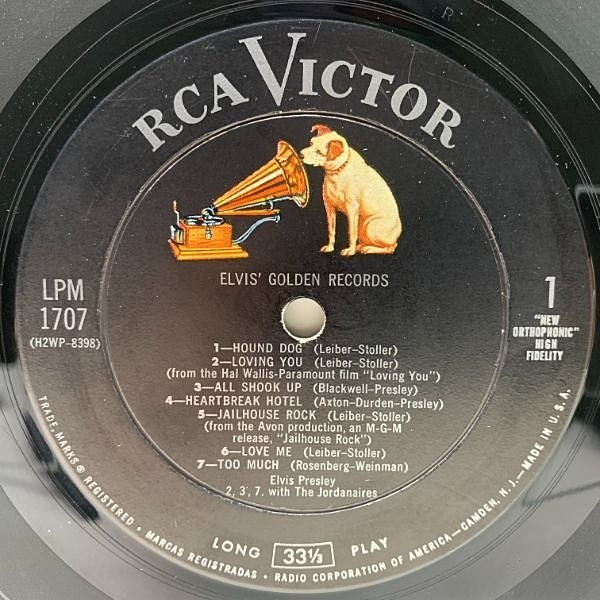 RCA VICTOR
ELVIS' GOLDEN RECORDS
LPM
1707
(H2WP-8398)
1
"NEW
ORTHOPHONIC"
HIGH
FIDELITY
1—HOUND DOG (Leiber-Stoller)
2—LOVING YOU (Leiber-Stoller)
(from the Hal Wallis-Paramount film "Loving You")
3—ALL SHOOK UP (Blackwell-Presley)
4—HEARTBREAK HOTEL (Axton-Durden-Presley)
5—JAILHOUSE ROCK (Leiber-Stoller)
(from the Avon production, an M-G-M
release, "Jailhouse Rock")
6—LOVE ME (Leiber-Stoller)
7—TOO MUCH (Rosenberg-Weinman)
Elvis Presley
2, 3, 7. with The Jordanaires
LONG 33⅓ PLAY
TRADE MARKS ® REGISTERED • MARCAS REGISTRADAS • RADIO CORPORATION OF AMERICA—CAMDEN, N. J.—MADE IN U.S.A.
R